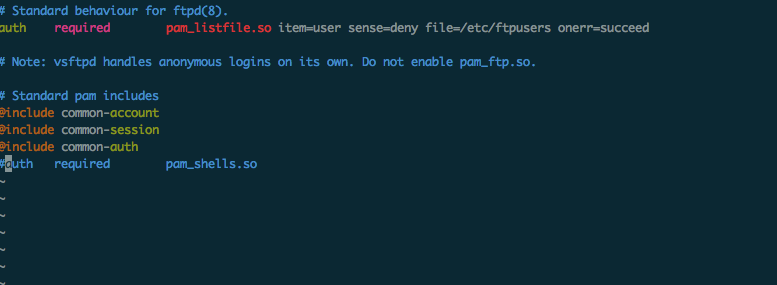 # Standard behaviour for ftpd(8).
auth    required        pam_listfile.so item=user sense=deny file=/etc/ftpusers onerr=succeed
# Note: vsftpd handles anonymous logins on its own. Do not enable pam_ftp.so.
# Standard pam includes
@include common-account
@include common-session
@include common-auth
#auth   required        pam_shells.so
~
~
~
~
~
~
~